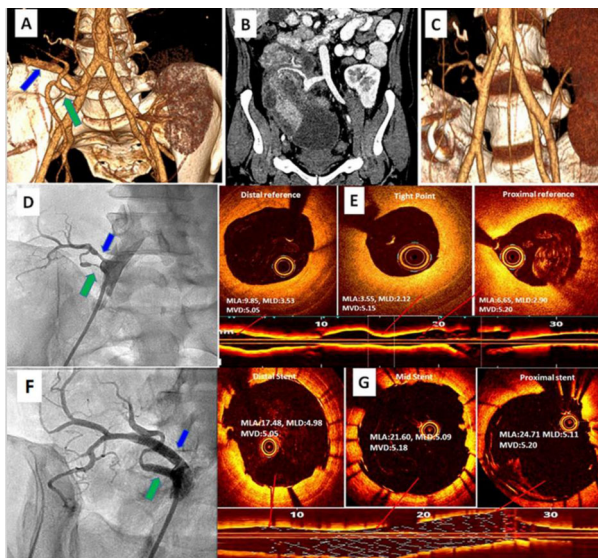 A
B
C
D
Distal reference
MLA:9.85, MLD:3.53
MVD:5.05
E
Tight Point
MLA:3.55, MLD:2.12
MVD:5.15
Proximal reference
MLA:6.65, MLD:2.90
MVD:5.20
10
20
30
F
Distal Stent
MLA:17.48, MLD:4.98
MVD:5.05
G
Mid Stent
MLA:21.60, MLD:5.09
MVD:5.18
Proximal stent
MLA:24.71 MLD:5.11
MVD:5.20
10
20
30